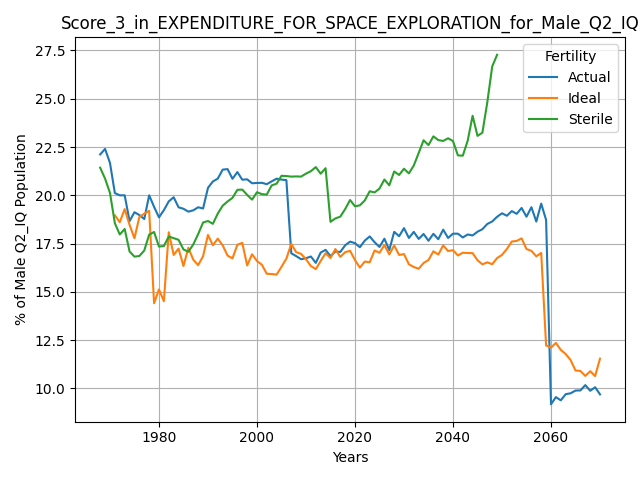 Score_3_in_EXPENDITURE_FOR_SPACE_EXPLORATION_for_Male_Q2_IQ
27.5
25.0
22.5
20.0
17.5
15.0
12.5
10.0
% of Male Q2_IQ Population
Fertility
Actual
Ideal
Sterile
1980
2000
2020
2040
2060
Years